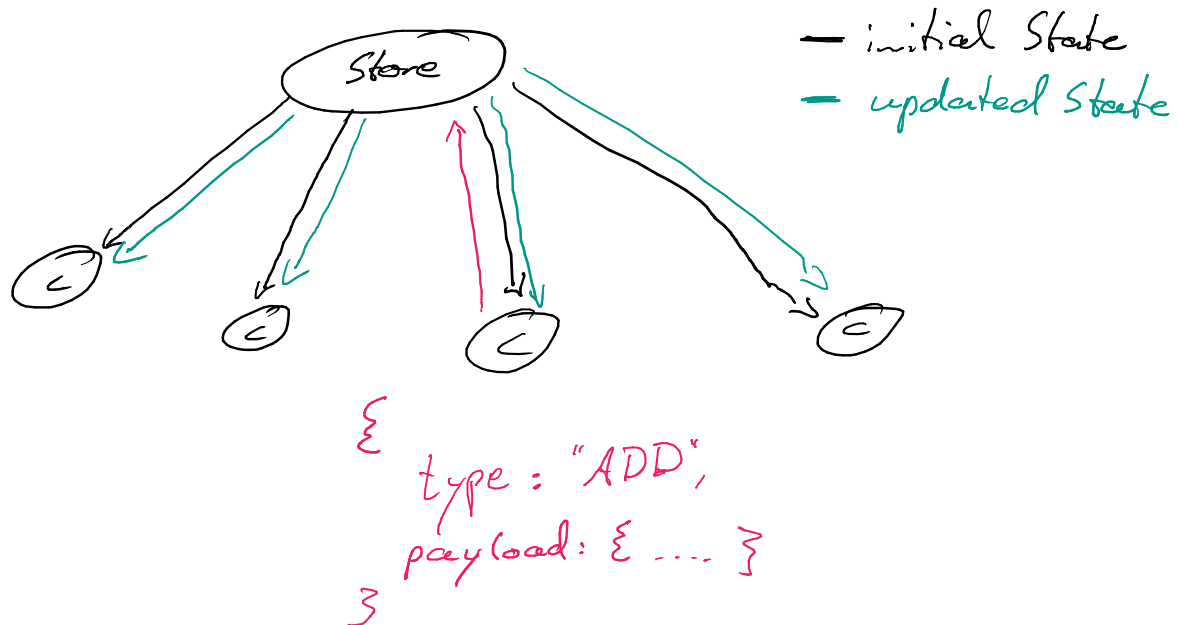 Store
initial State
updated State
C
C
C
C
{
type : "ADD",
payload: { .... }
}